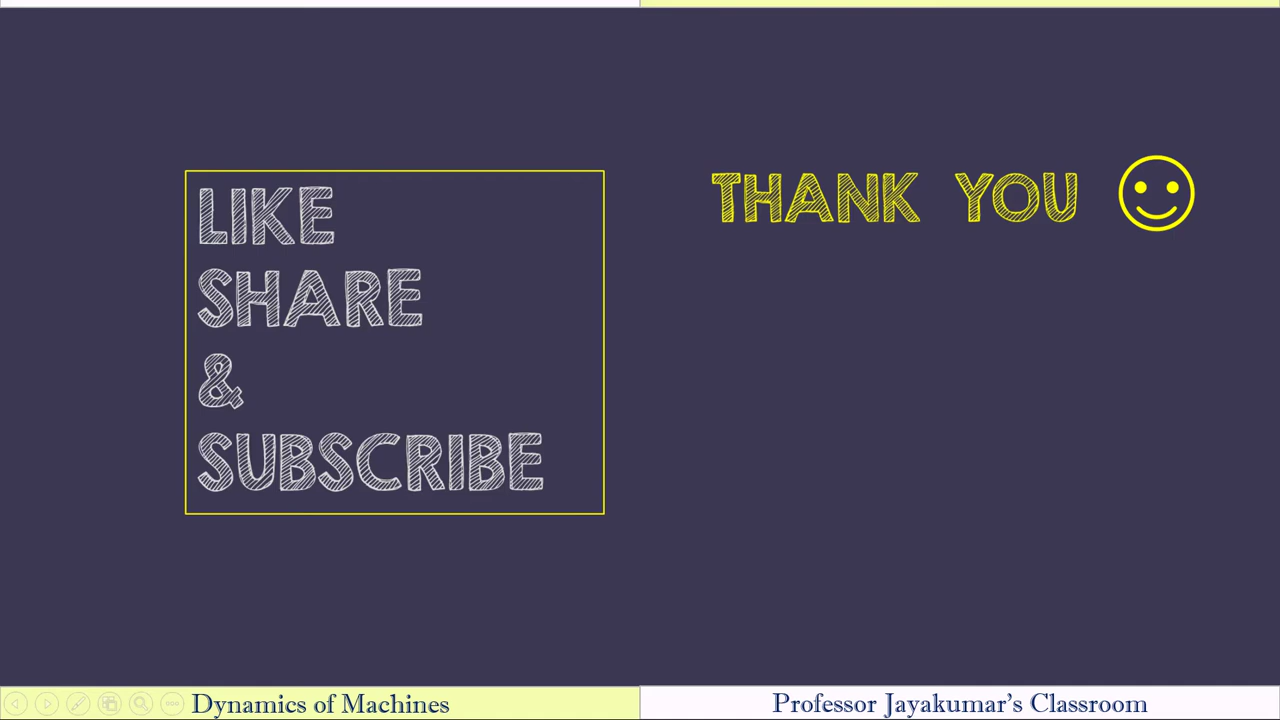 LIKE
SHARE
&
SUBSCRIBE
THANK YOU
Dynamics of Machines
Professor Jayakumar’s Classroom